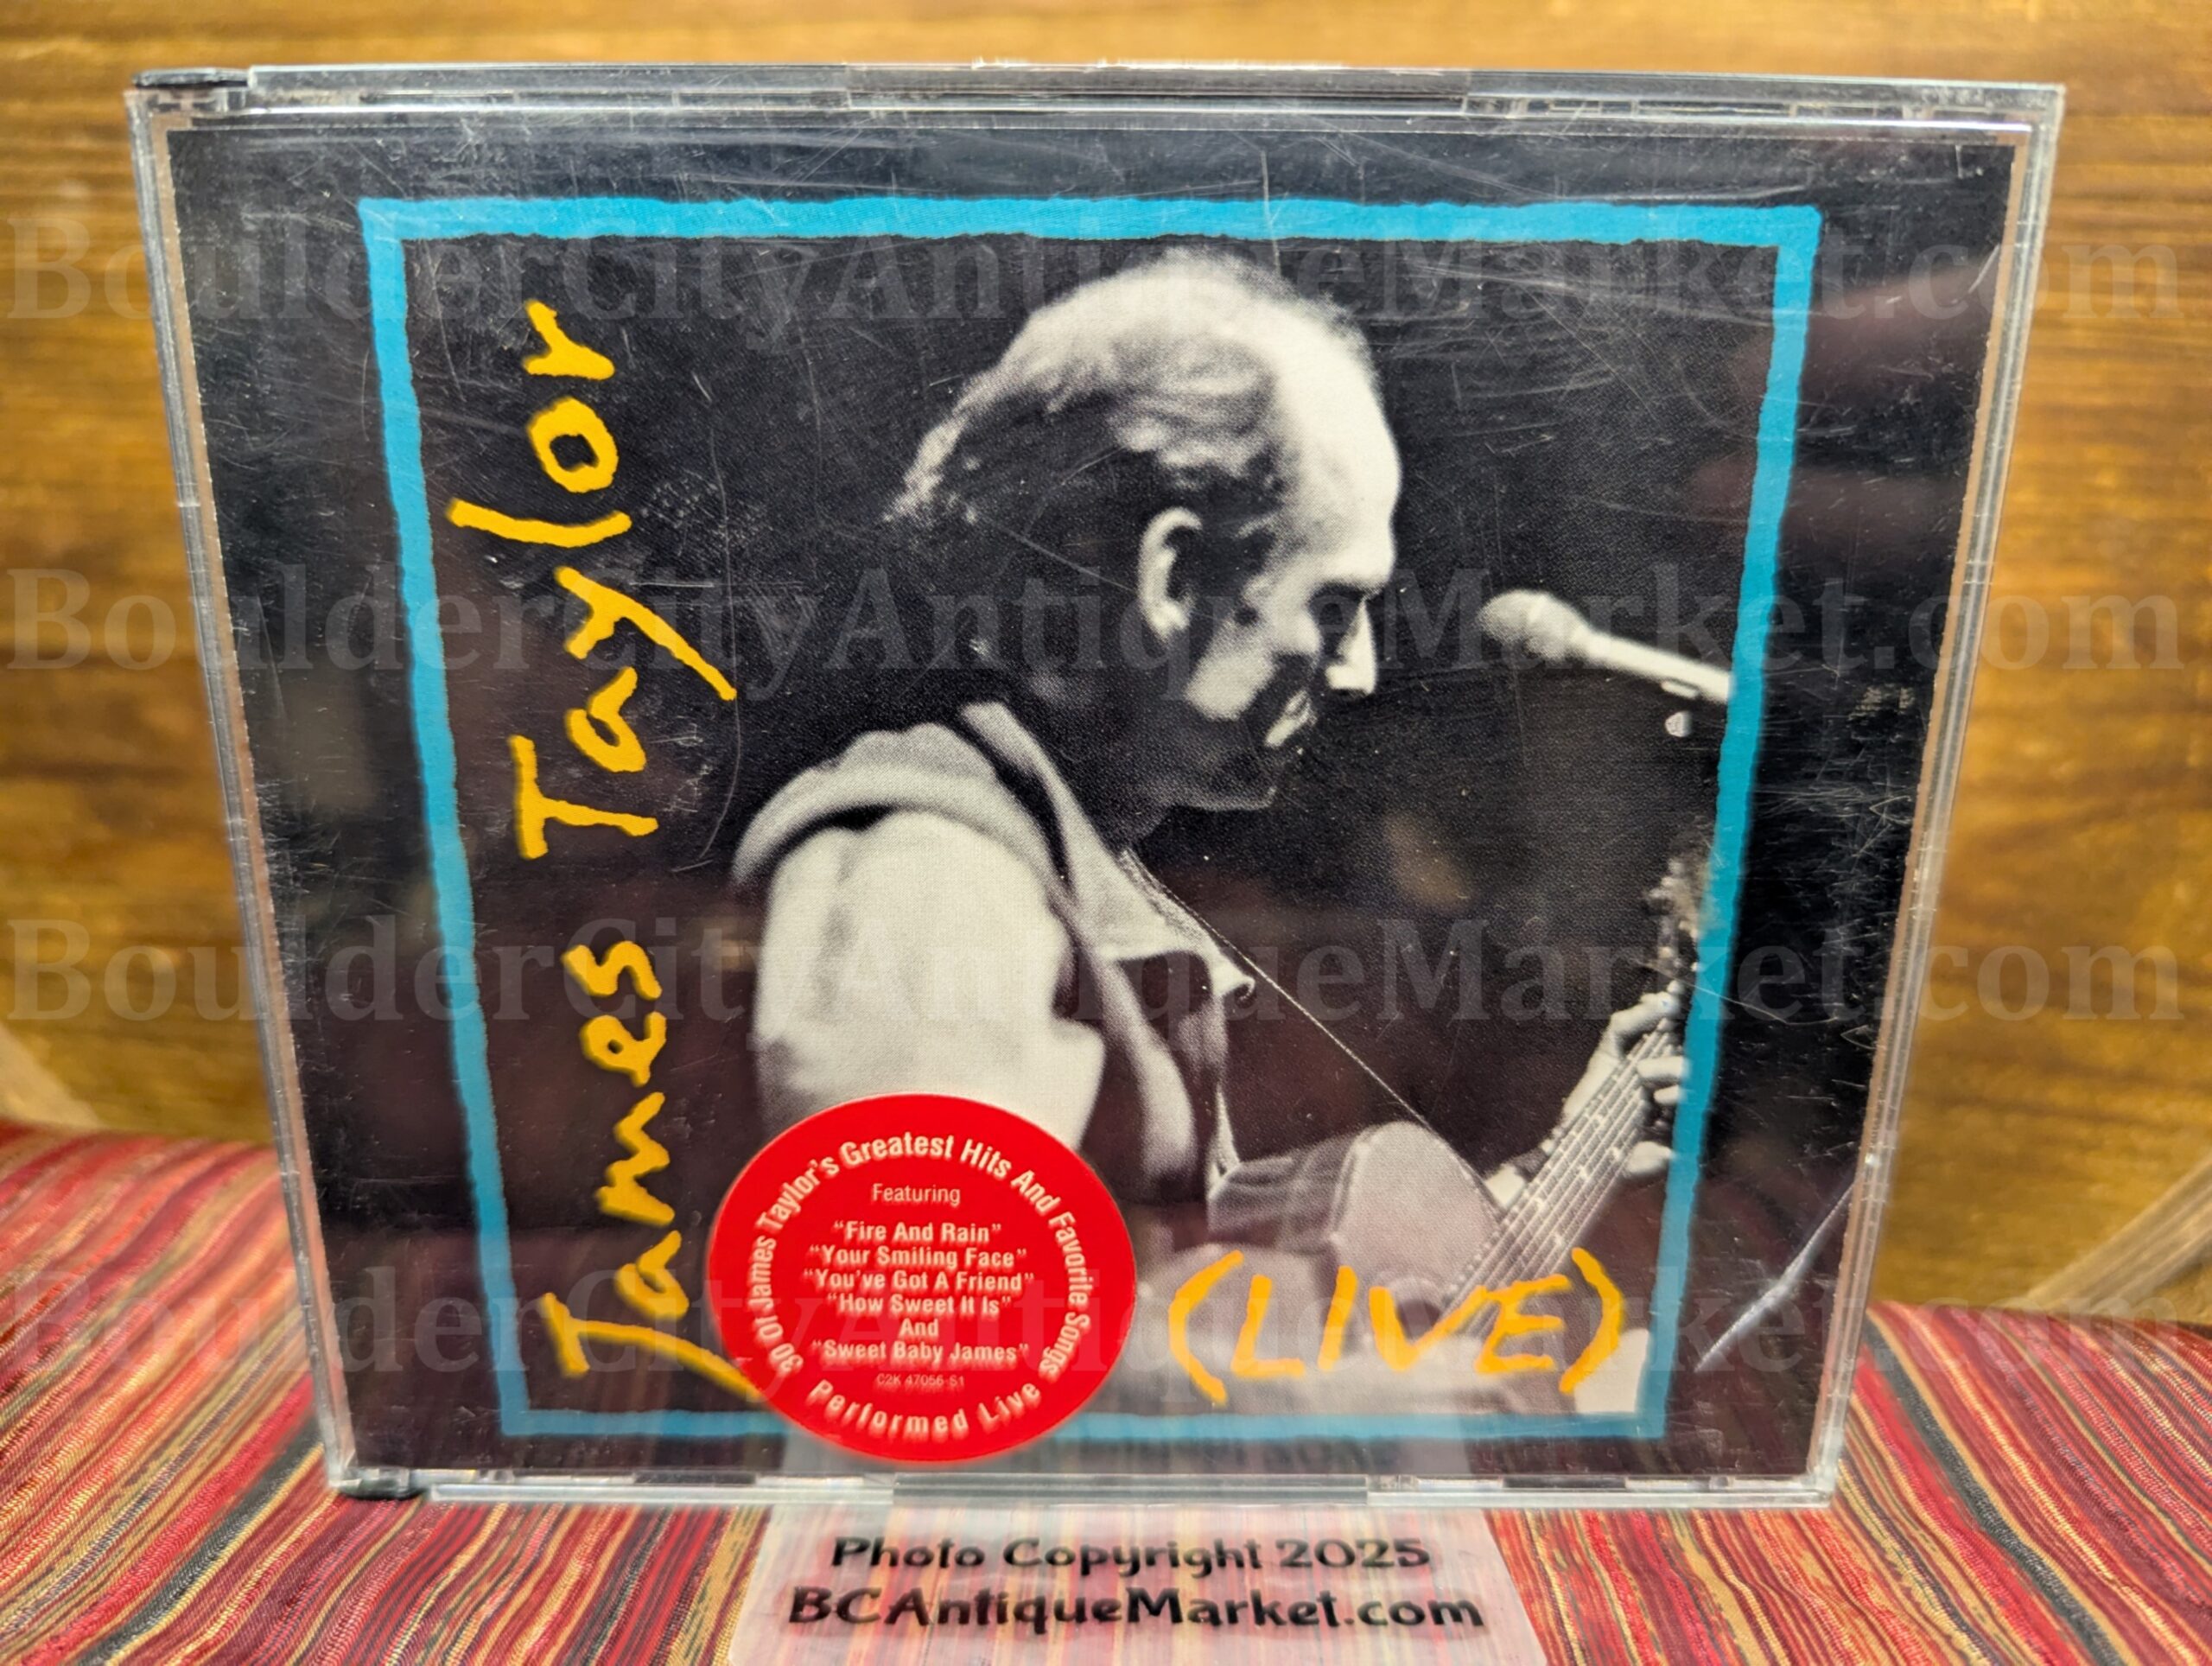 BoulderCityAntiqueMarket.com
BoulderCityAntiqueMarket.com
BoulderCityAntiqueMarket.com
BoulderCityAntiqueMarket.com
James Taylor
(LIVE)
30 Of James Taylor's Greatest Hits And Favorite Songs
Featuring
"Fire And Rain"
"Your Smiling Face"
"You've Got A Friend"
"How Sweet It Is"
And
"Sweet Baby James"
C2K 47056-S1
Performed Live
Photo Copyright 2025
BCAntiqueMarket.com